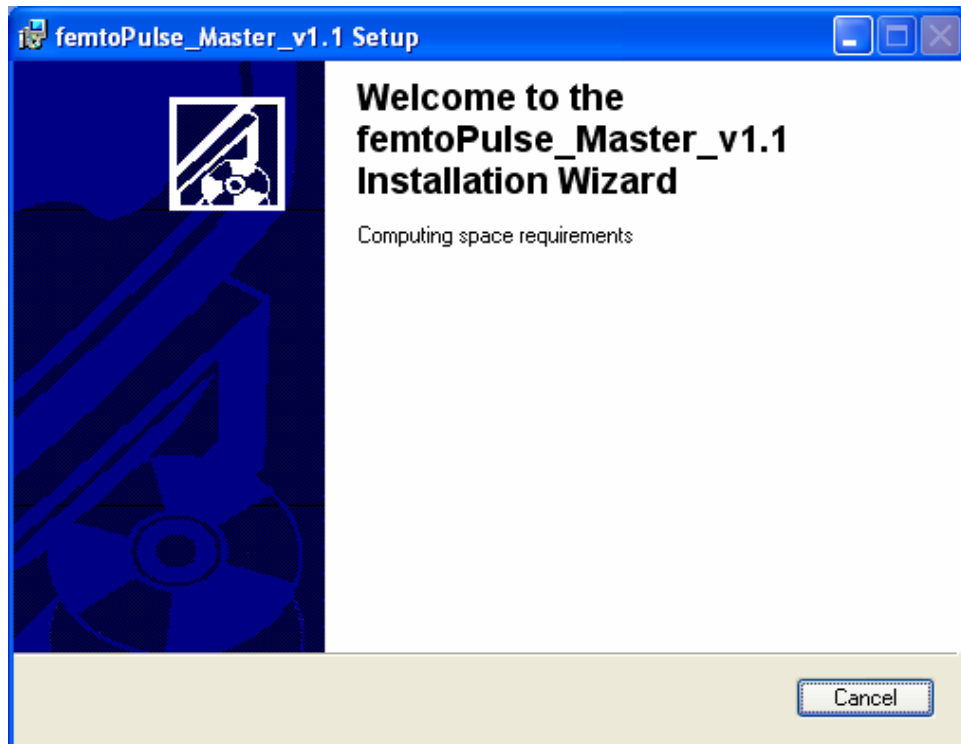 femtoPulse_Master_v1.1 Setup
Welcome to the
femtoPulse_Master_v1.1
Installation Wizard
Computing space requirements
Cancel